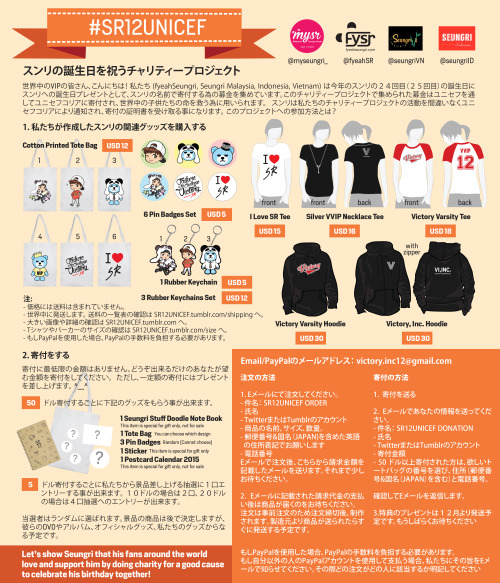 #SR12UNICEF
mysr
fysr
fyeahseungri.com
SeungriVN
SEUNGRI
@myseungri_
@fyeahSR
@seungriVN
@seungriID
スンリの誕生日を祝うチャリティープロジェクト
世界中のVIPの皆さん、こんにちは！私たち (fyeahSeungri, Seungri Malaysia, Indonesia, Vietnam) は今年のスンリの２４回目（２５回目）の誕生日に
スンリへの誕生日プレゼントとして、スンリの名前で寄付する為の募金を集めています。このチャリティープロジェクトで集められた募金はユニセフを通
してユニセフコリアに寄付され、世界中の子供たちの命を救う為に用いられます。 スンリは私たちのチャリティープロジェクトの活動を間違いなくユニ
セフコリアにより通知され、寄付の証明書を受け取る事になります。このプロジェクトへの参加方法とは？
1. 私たちが作成したスンリの関連グッズを購入する
Cotton Printed Tote Bag
USD 12
1
2
3
4
5
6
I ♥ SR
6 Pin Badges Set
USD 5
1
2
3
1 Rubber Keychain
USD 5
3 Rubber Keychains Set
USD 12
I ♥ SR
front
front
back
front
back
VVIP
12
I Love SR Tee
Silver VVIP Necklace Tee
Victory Varsity Tee
USD 15
USD 16
USD 18
with
zipper
Victory
V
VI,INC.
Victory Varsity Hoodie
Victory, Inc. Hoodie
USD 30
USD 30
注:
- 価格には送料は含まれていません。
- 世界中に発送します。送料の一覧表の確認は SR12UNICEF.tumblr.com/shipping へ。
- 大きい画像や詳細の確認は SR12UNICEF.tumblr.com へ。
- Tシャツやパーカーのサイズの確認は SR12UNICEF.tumblr.com/size へ。
- もしPayPalを使用した場合、PayPalの手数料を負担する必要があります。
2. 寄付をする
寄付に最低限の金額はありません。どうぞ出来るだけのあなたが望
む金額を寄付をしてください。 ただし、一定額の寄付にはプレゼント
を差し上げます。
50 ドル寄付するごとに下記のグッズをもらう事が出来ます。
1 Seungri Stuff Doodle Note Book
This item is special for gift only, not for sale
1 Tote Bag You can choose which design
3 Pin Badges Random (Cannot choose)
1 Sticker This item is special for gift only
1 Postcard Calendar 2015
This item is special for gift only, not for sale
5 ドル寄付するごとに私たちから景品差し上げる抽選に１口エ
ントリーする事が出来ます。１０ドルの場合は２口、２０ドル
の場合は４口抽選へのエントリーが出来ます。
当選者はランダムに選ばれます。景品の商品は後で決定しますが、
彼らのDVDやアルバム、オフィシャルグッズ、私たちのグッズからな
る予定です。
Let's show Seungri that his fans around the world
love and support him by doing charity for a good cause
to celebrate his birthday together!
Email/PayPalのメールアドレス： victory.inc12@gmail.com
注文の方法
1. Eメールにて注文してください。
- 件名： SR12UNICEF ORDER
- 氏名
- TwitterまたはTumblrのアカウント
- 商品の名前、サイズ、数量、
- 郵便番号&国名（JAPAN)を含めた英語
の住所表記でお願いします
- 電話番号
Eメールで注文後、こちらから請求金額を
記載したメールを送ります。それまで少しお
待ちください。
2. Eメールに記載された請求代金の支払
い後は商品が届くのをお待ちください。
注文は事前注文のため注文締切後、制作
されます。製造元より商品が送られたらす
ぐに発送する予定です。
寄付の方法
1. 寄付を送る
2. Eメールであなたの情報を送ってくだ
さい。
- 件名： SR12UNICEF DONATION
- 氏名
- TwitterまたはTumblrのアカウント
- 寄付金額
- 50ドル以上寄付された方は、欲しいト
ートバッグの番号を選び、住所（郵便番
号&国名(JAPAN) を含む）と電話番号。
確認してEメールを返信します。
3.特典のプレゼントは１２月より発送予
定です。もうしばらくお待ちください
もしPayPalを使用した場合、PayPalの手数料を負担する必要があります。
もし自分以外の人のPayPalアカウントを使用して支払う場合、私たちにその旨をEメ
ールで知らせてください。その際どの注文がどの人に該当するか明記してください